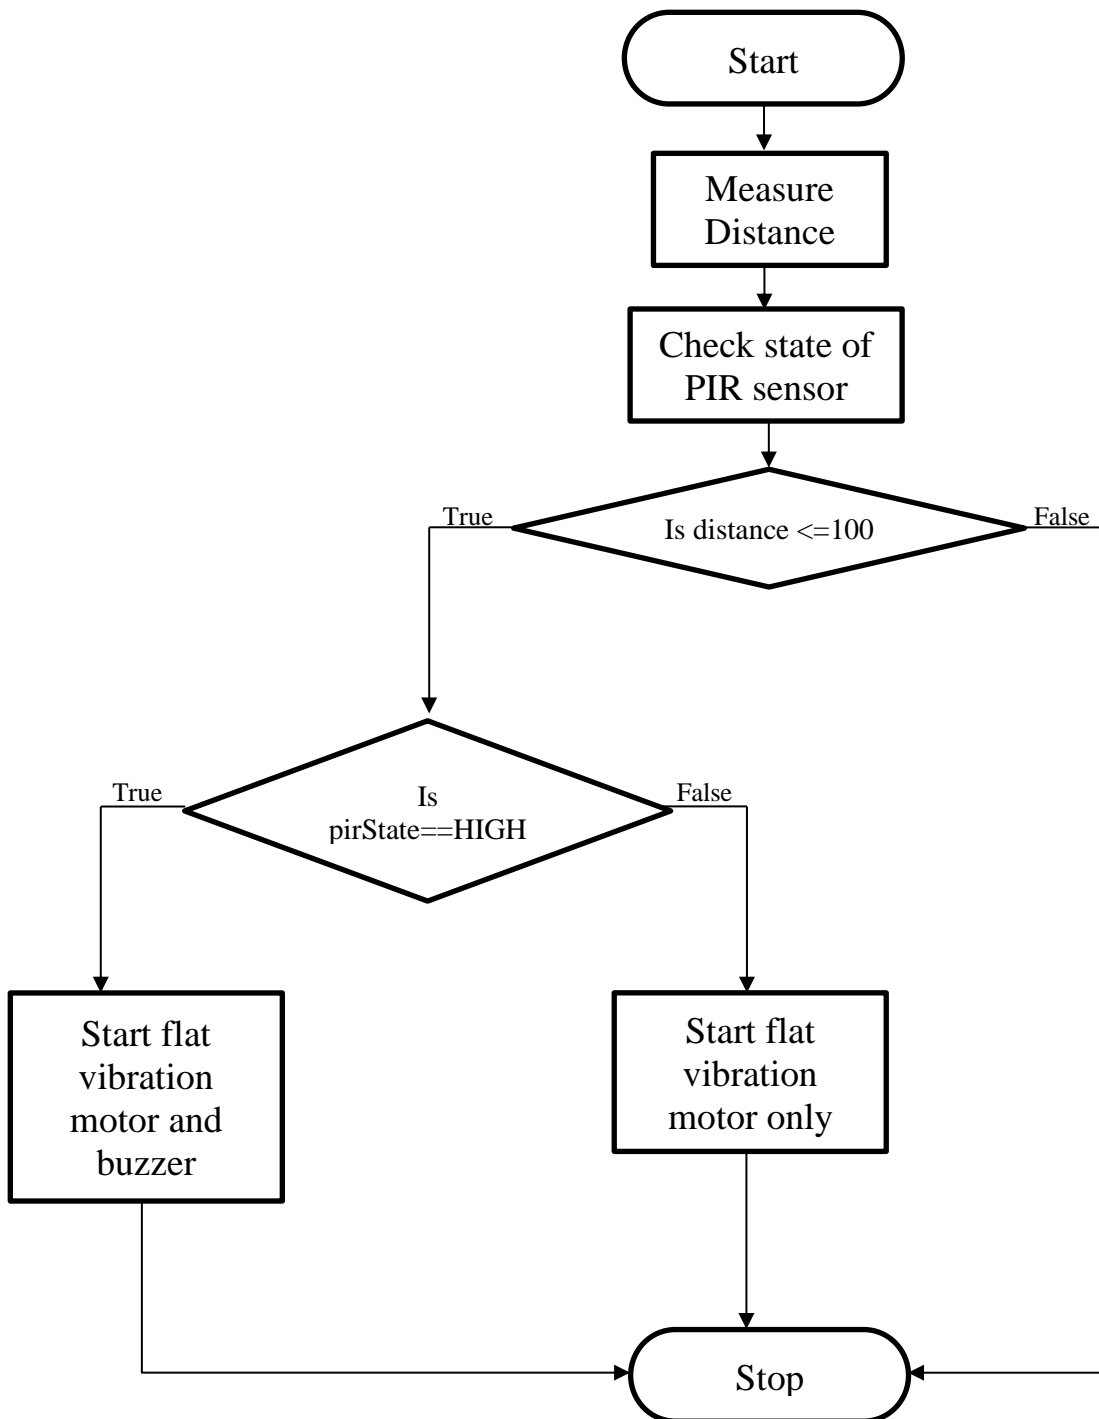 Start
Measure
Distance
Check state of
PIR sensor
True
Is distance <=100
False
True
Is
pirState==HIGH
False
Start flat
vibration
motor and
buzzer
Start flat
vibration
motor only
Stop